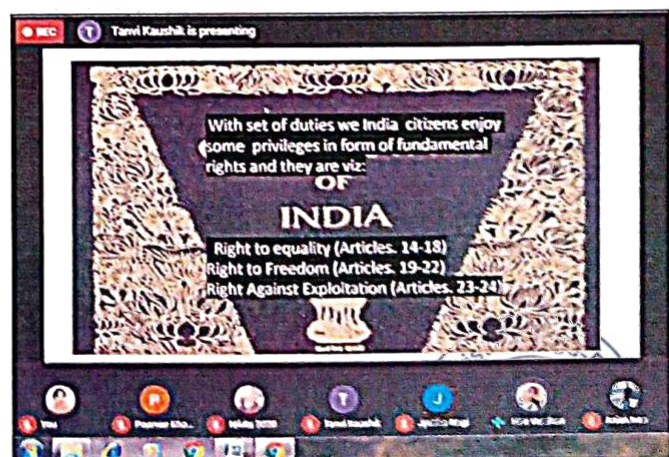 REC
T Tanvi Kaushik is presenting
With set of duties we India citizens enjoy
some privileges in form of fundamental
rights and they are viz:
OF
INDIA
Right to equality (Articles. 14-18)
Right to Freedom (Articles. 19-22)
Right Against Exploitation (Articles. 23-24)
R T J
You Tanvi Kaushik